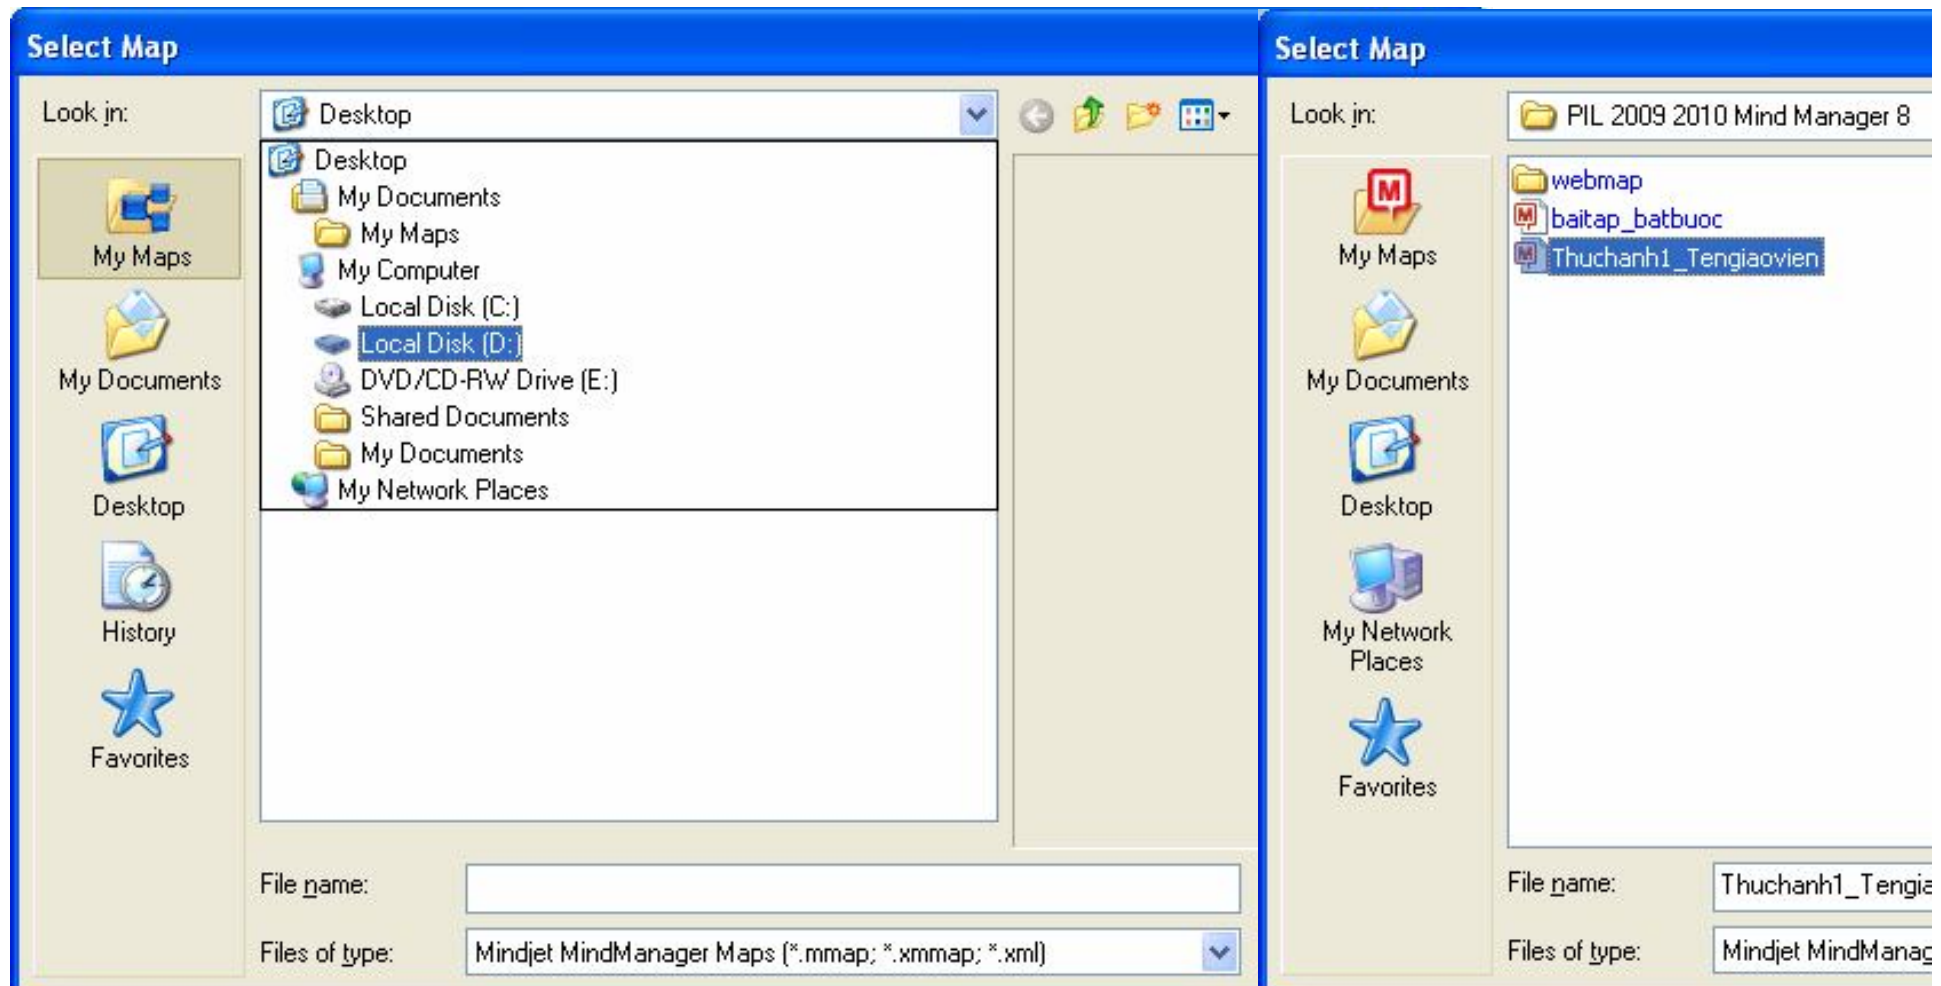 Select Map
Look in:
Desktop
Desktop
My Documents
My Maps
My Computer
Local Disk (C:)
Local Disk (D:)
DVD/CD-RW Drive (E:)
Shared Documents
My Documents
My Network Places
My Maps
My Documents
Desktop
History
Favorites
File name:
Files of type:
Mindjet MindManager Maps (*.mmap; *.xmmap; *.xml)
Select Map
Look in:
PIL 2009 2010 Mind Manager 8
webmap
baitap_batbuoc
Thuchanh1_Tengiaovien
My Maps
My Documents
Desktop
My Network
Places
Favorites
File name:
Thuchanh1_Tengia
Files of type:
Mindjet MindManag